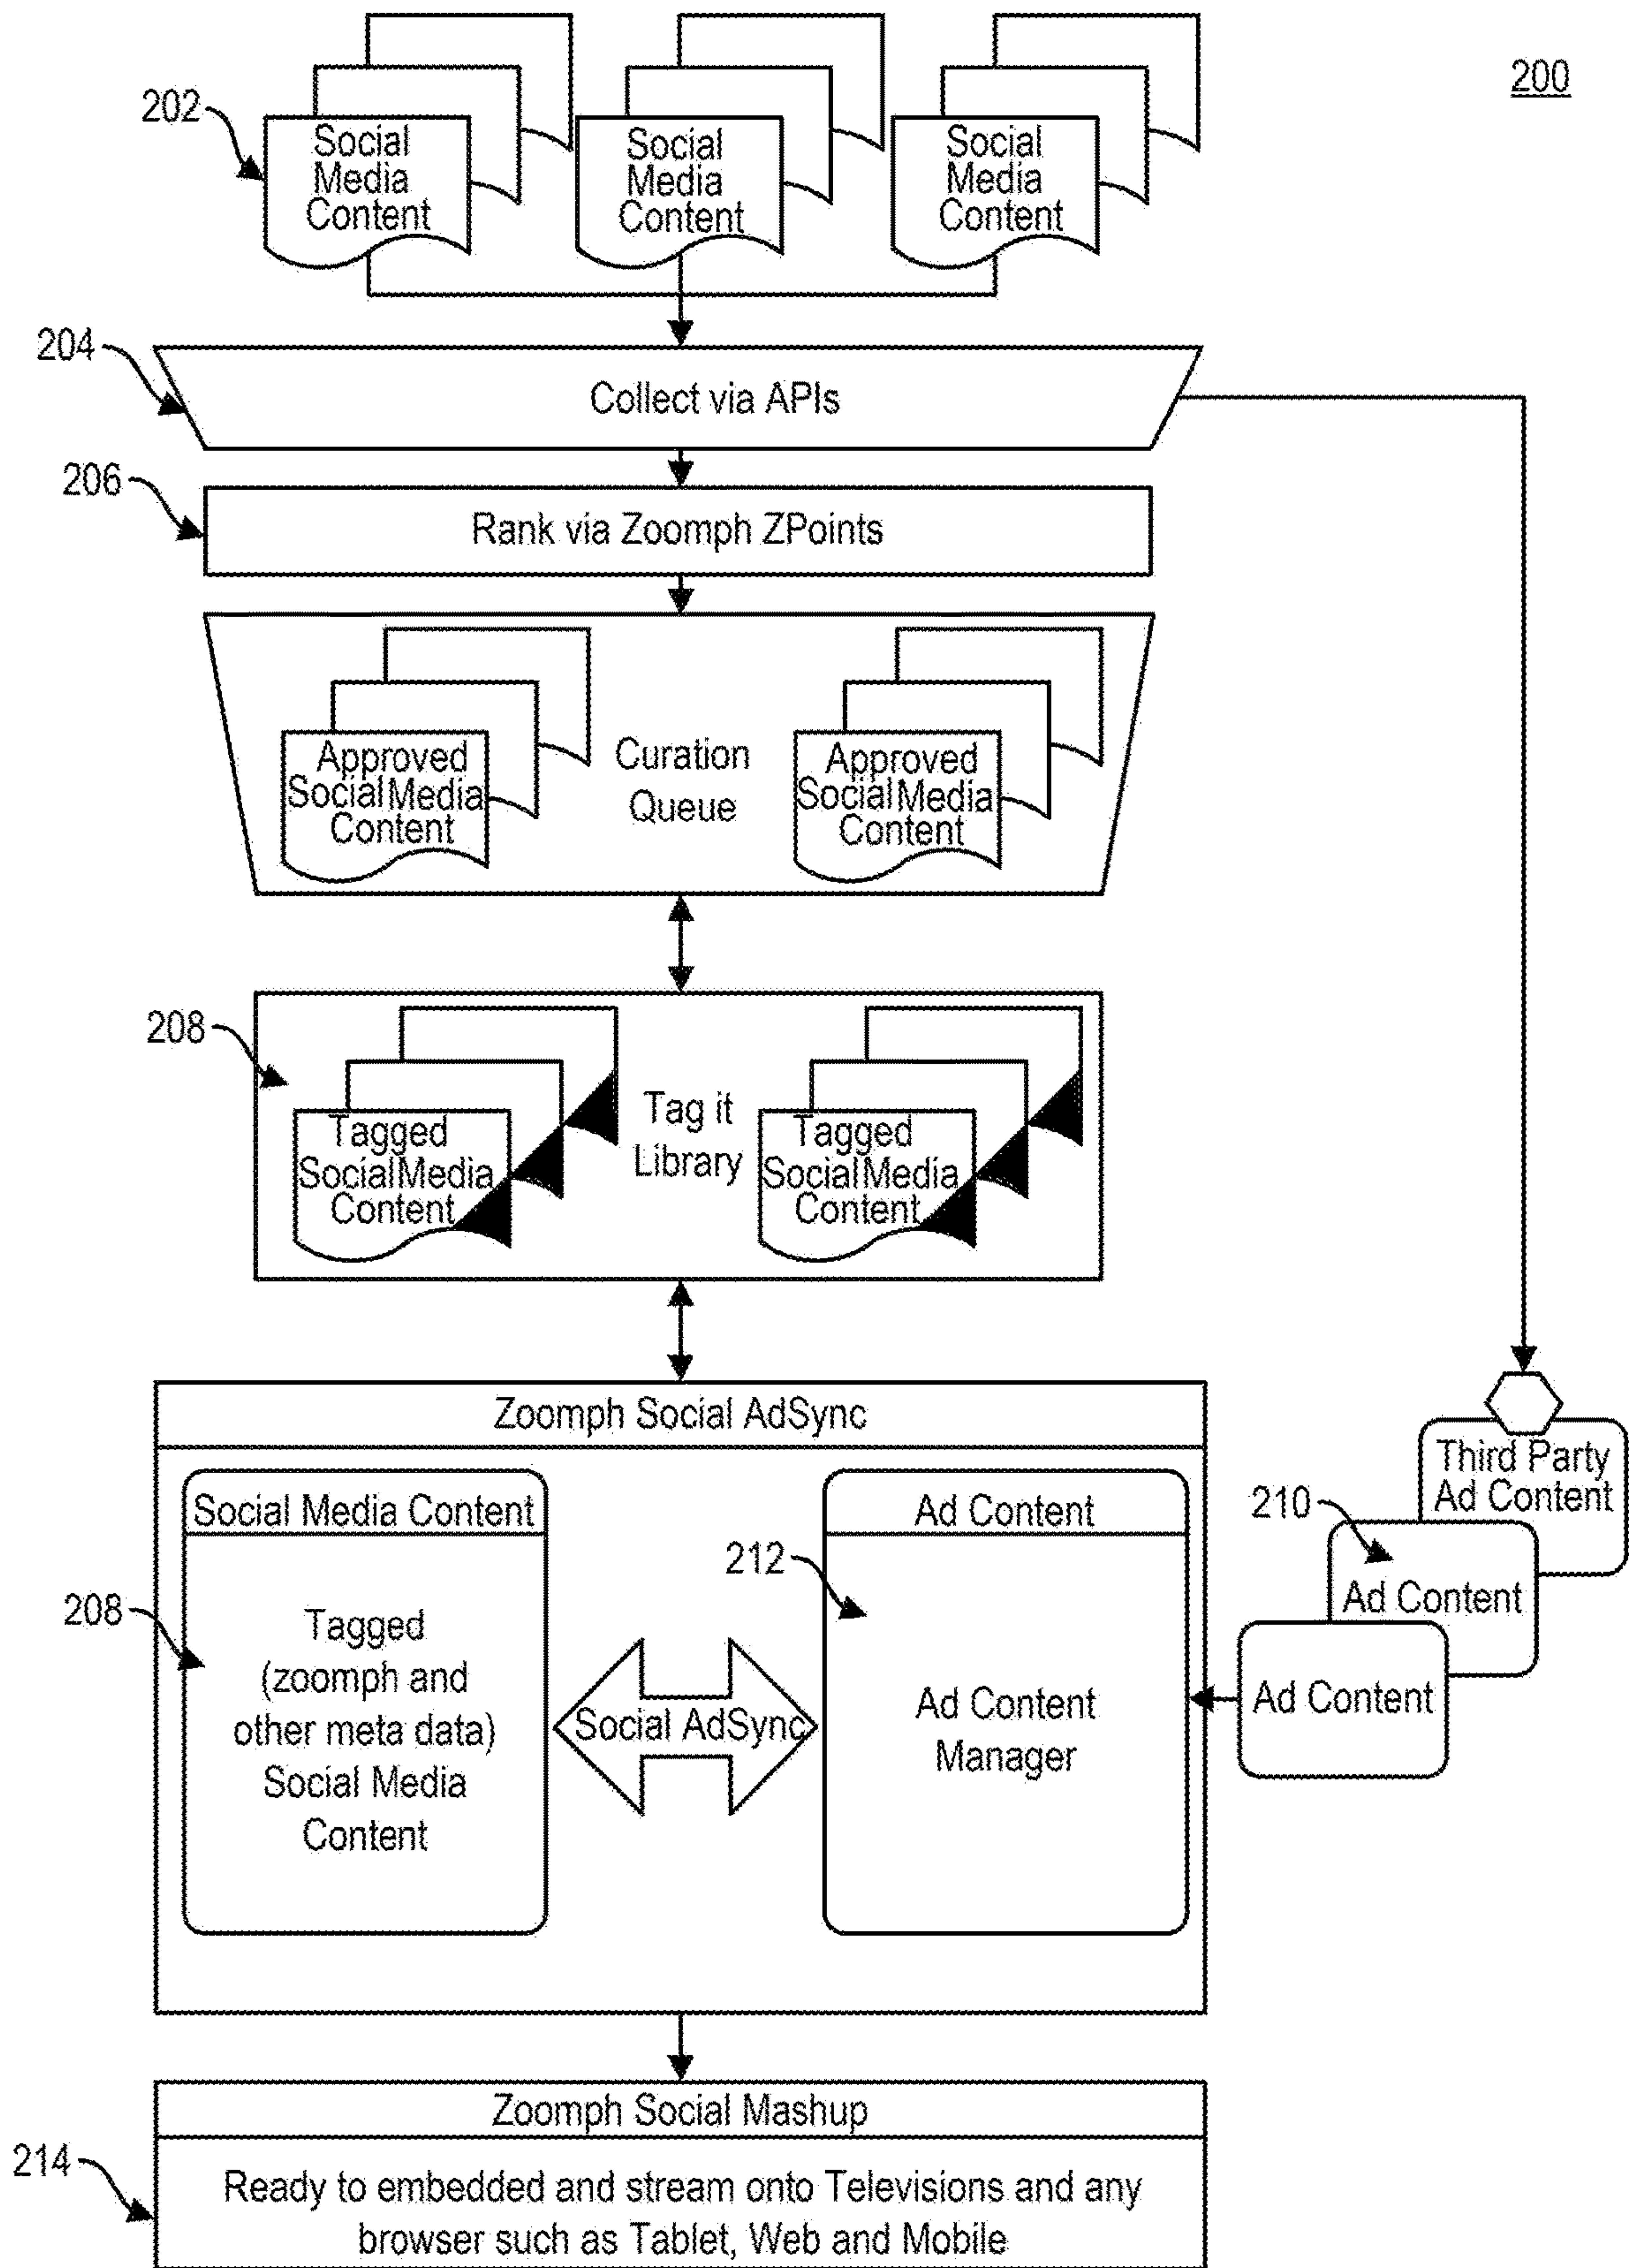 200
202
Social
Media
Content
Social
Media
Content
Social
Media
Content
204
Collect via APIs
206
Rank via Zoomph ZPoints
Approved
Social Media
Content
Curation
Queue
Approved
Social Media
Content
208
Tagged
Social Media
Content
Tag it
Library
Tagged
Social Media
Content
Zoomph Social AdSync
Social Media Content
208
Tagged
(zoomph and
other meta data)
Social Media
Content
Social AdSync
Ad Content
212
Ad Content
Manager
Third Party
Ad Content
210
Ad Content
Ad Content
Zoomph Social Mashup
214
Ready to embedded and stream onto Televisions and any
browser such as Tablet, Web and Mobile